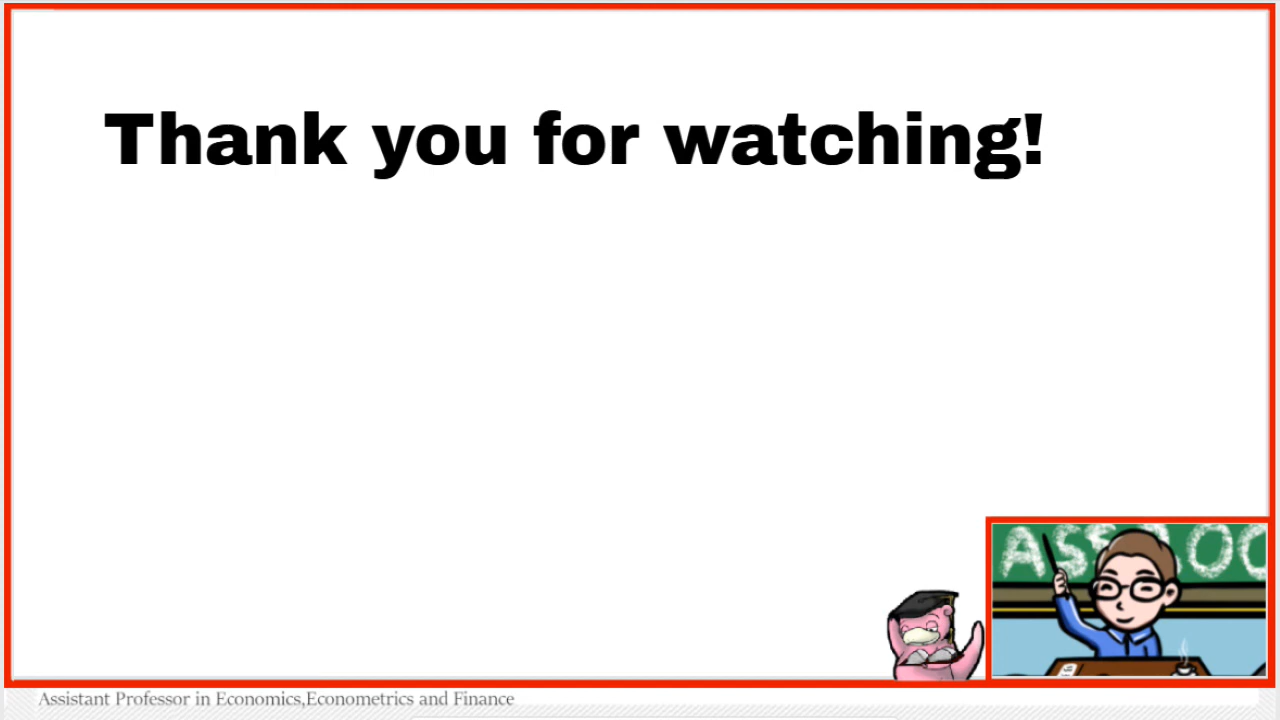 Thank you for watching!
Assistant Professor in Economics,Econometrics and Finance